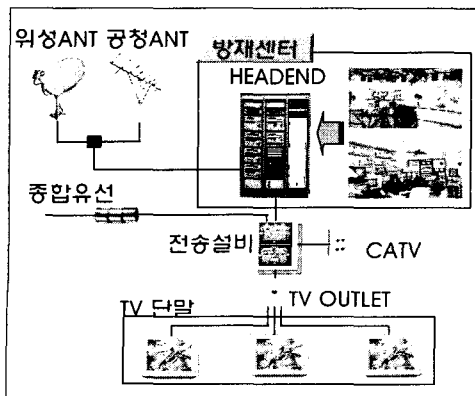 위성ANT 공청ANT
방재센터
HEADEND
종합유선
전송설비
CATV
TV OUTLET
TV 단말